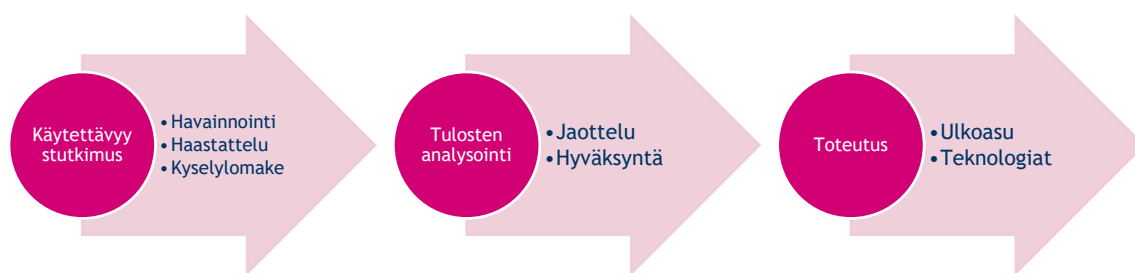 Käytettävyy
stutkimus
• Havainnointi
• Haastattelu
• Kyselylomake
Tulosten
analysointi
• Jaottelu
• Hyväksyntä
Toteutus
• Ulkoasu
• Teknologiat